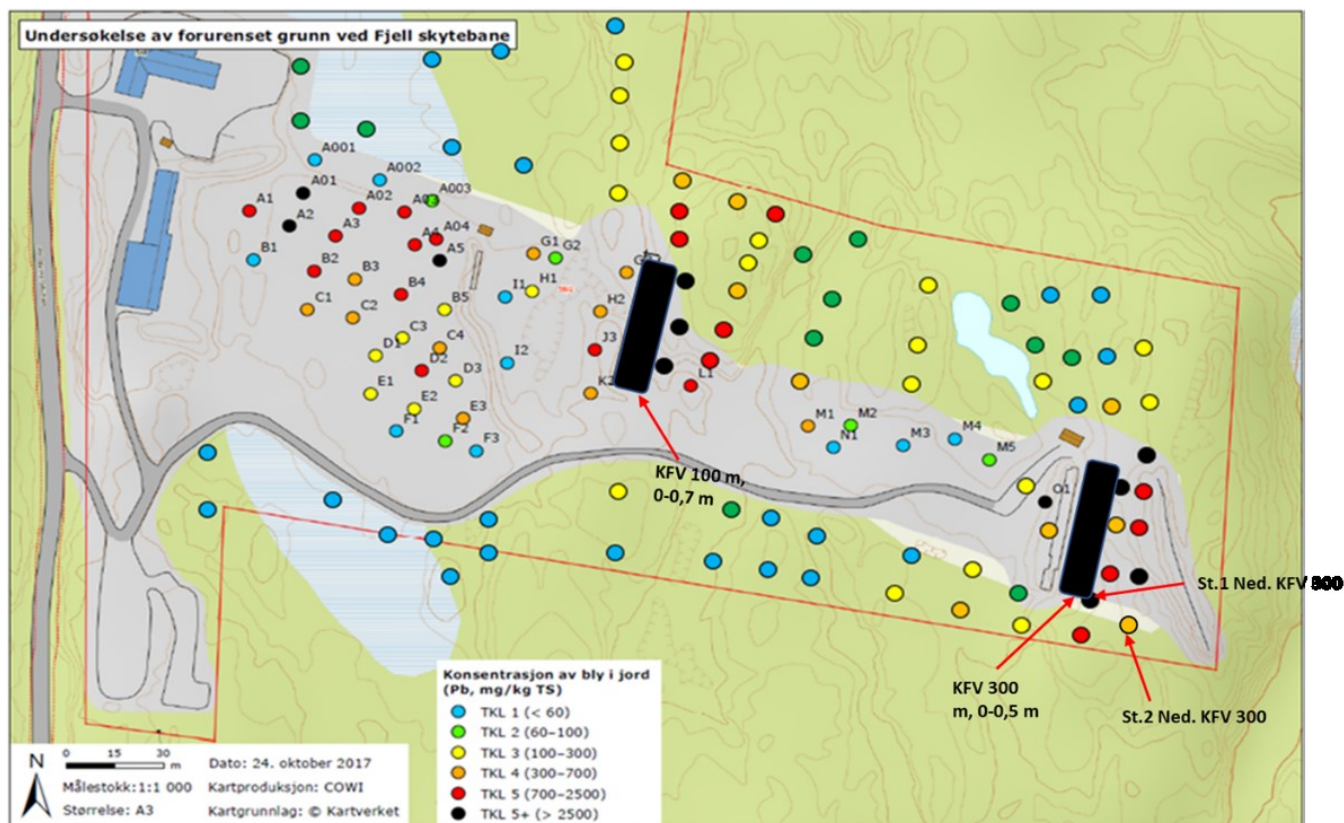 Undersøkelse av forurenset grunn ved Fjell skytebane
A001
A002
A003
A01
A02
A03
A1
A2
A3
A4
A04
A5
B1
B2
B3
B4
B5
G1
G2
H1
I1
C1
C2
C3
C4
H2
J3
D1
D2
D3
I2
E1
E2
E3
L1
F1
F2
F3
M1
M2
N1
M3
M4
M5
O1
KFV 100 m,
0-0,7 m
St.1 Ned. KFV
KFV 300
m, 0-0,5 m
St.2 Ned. KFV 300
Konsentrasjon av bly i jord
(Pb, mg/kg TS)
TKL 1 (< 60)
TKL 2 (60–100)
TKL 3 (100–300)
TKL 4 (300–700)
TKL 5 (700–2500)
TKL 5+ (> 2500)
N
0 15 30
m
Dato: 24. oktober 2017
Målestokk:1:1 000 Kartproduksjon: COWI
Størrelse: A3 Kartgrunnlag: © Kartverket